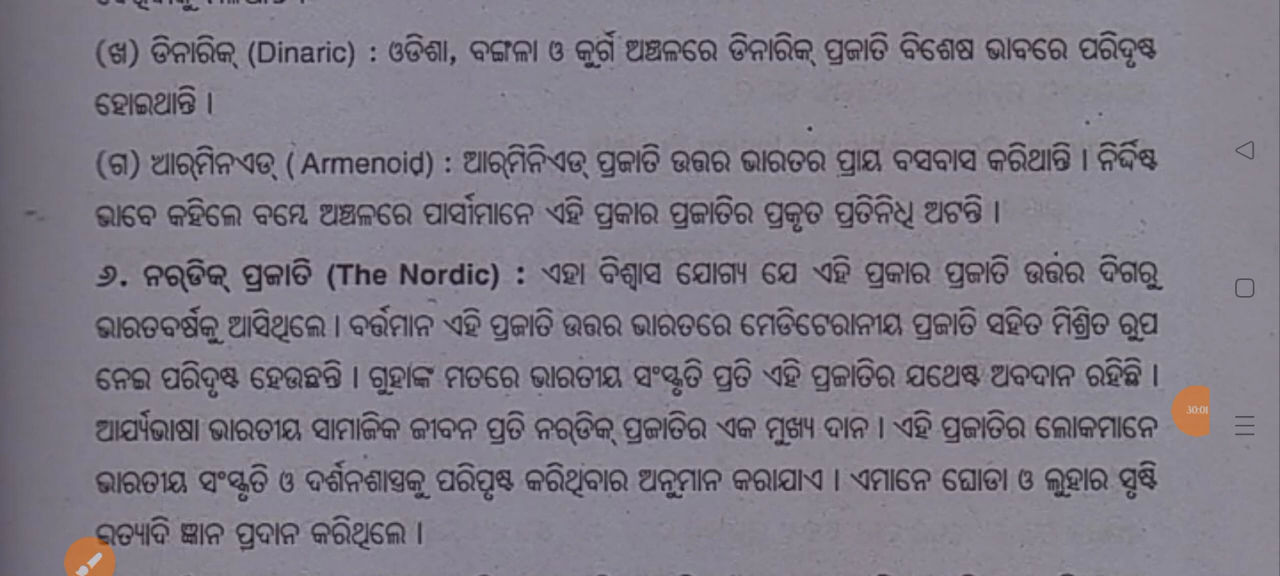 (ଖ) ଡିନାରିକ୍ (Dinaric) : ଓଡିଶା, ବଙ୍ଗଳା ଓ କୁର୍ଗ ଅଞ୍ଚଳରେ ଡିନାରିକ୍ ପ୍ରଜାତି ବିଶେଷ ଭାବରେ ପରିଦୃଷ୍ଟ
ହୋଇଥାନ୍ତି ।
(ଗ) ଆର୍‌ମିନଏଡ୍ (Armenoid) : ଆର୍‌ମିନିଏଡ୍ ପ୍ରଜାତି ଉତ୍ତର ଭାରତର ପ୍ରାୟ ବସବାସ କରିଥାନ୍ତି । ନିର୍ଦ୍ଦିଷ୍ଟ
ଭାବେ କହିଲେ ବମ୍ବେ ଅଞ୍ଚଳରେ ପାର୍ସୀମାନେ ଏହି ପ୍ରକାର ପ୍ରଜାତିର ପ୍ରକୃତ ପ୍ରତିନିଧି ଅଟନ୍ତି ।
୬. ନର୍‌ଡିକ୍ ପ୍ରଜାତି (The Nordic) : ଏହା ବିଶ୍ୱାସ ଯୋଗ୍ୟ ଯେ ଏହି ପ୍ରକାର ପ୍ରଜାତି ଉତ୍ତର ଦିଗରୁ
ଭାରତବର୍ଷକୁ ଆସିଥିଲେ । ବର୍ତ୍ତମାନ ଏହି ପ୍ରଜାତି ଉତ୍ତର ଭାରତରେ ମେଡିଟେରାନୀୟ ପ୍ରଜାତି ସହିତ ମିଶ୍ରିତ ରୂପ
ନେଇ ପରିଦୃଷ୍ଟ ହେଉଛନ୍ତି । ଗୁହାଙ୍କ ମତରେ ଭାରତୀୟ ସଂସ୍କୃତି ପ୍ରତି ଏହି ପ୍ରଜାତିର ଯଥେଷ୍ଟ ଅବଦାନ ରହିଛି ।
ଆର୍ଯ୍ୟଭାଷା ଭାରତୀୟ ସାମାଜିକ ଜୀବନ ପ୍ରତି ନର୍‌ଡିକ୍ ପ୍ରଜାତିର ଏକ ମୁଖ୍ୟ ଦାନ । ଏହି ପ୍ରଜାତିର ଲୋକମାନେ
ଭାରତୀୟ ସଂସ୍କୃତି ଓ ଦର୍ଶନଶାସ୍ତ୍ରକୁ ପରିପୃଷ୍ଟ କରିଥିବାର ଅନୁମାନ କରାଯାଏ । ଏମାନେ ଘୋଡା ଓ ଲୁହାର ସୃଷ୍ଟି
ଇତ୍ୟାଦି ଜ୍ଞାନ ପ୍ରଦାନ କରିଥିଲେ ।
30:01